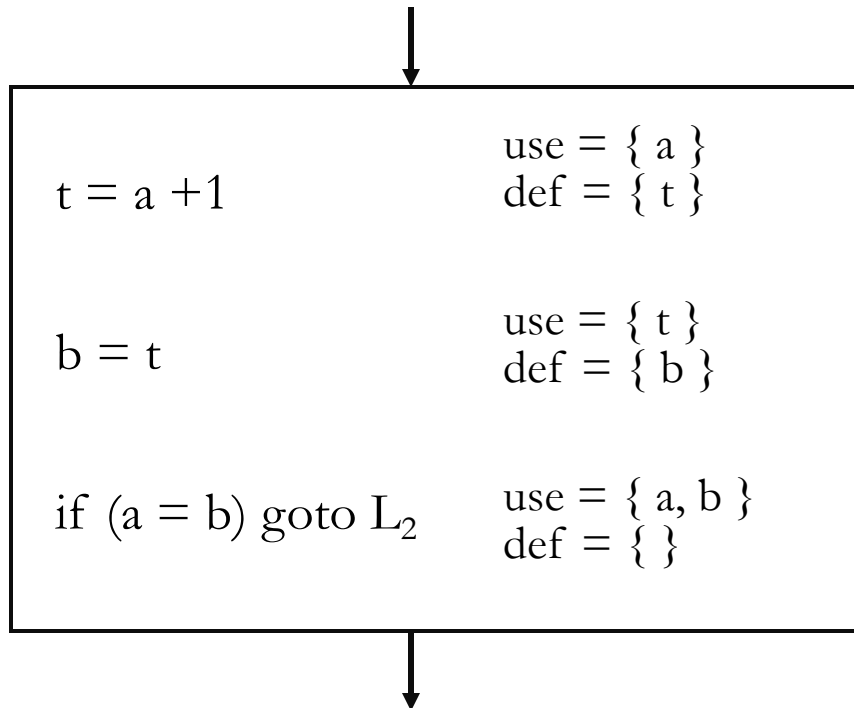 use = { a }
t = a +1
def = { t }
use = { t }
b = t
def = { b }
use = { a, b }
if (a = b) goto L₂
def = { }